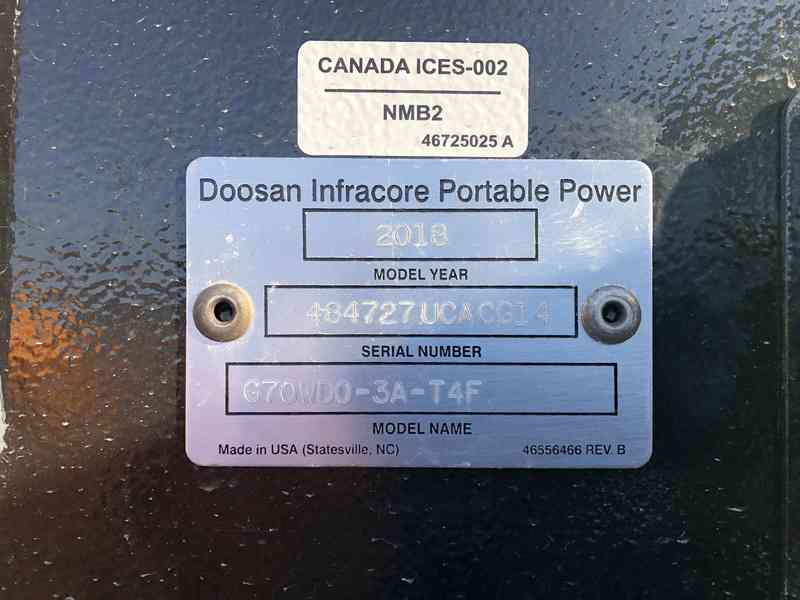 CANADA ICES-002
NMB2
46725025 A
Doosan Infracore Portable Power
2018
MODEL YEAR
484727UCACG14
SERIAL NUMBER
G70WDO-3A-T4F
MODEL NAME
Made in USA (Statesville, NC)
46556466 REV. B